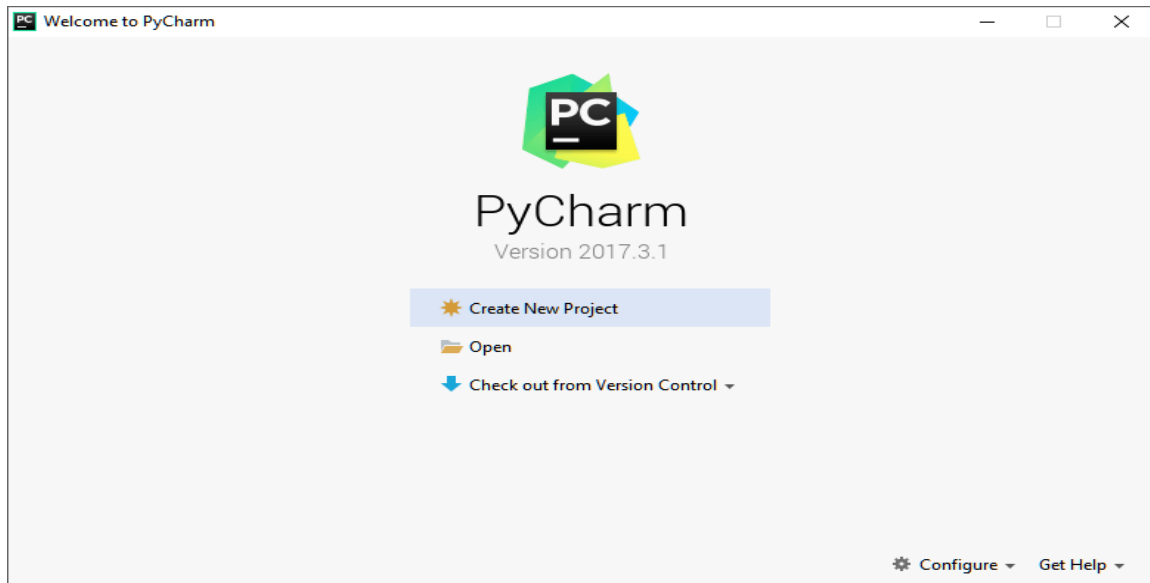 PC Welcome to PyCharm
PC
PyCharm
Version 2017.3.1
Create New Project
Open
Check out from Version Control
Configure Get Help